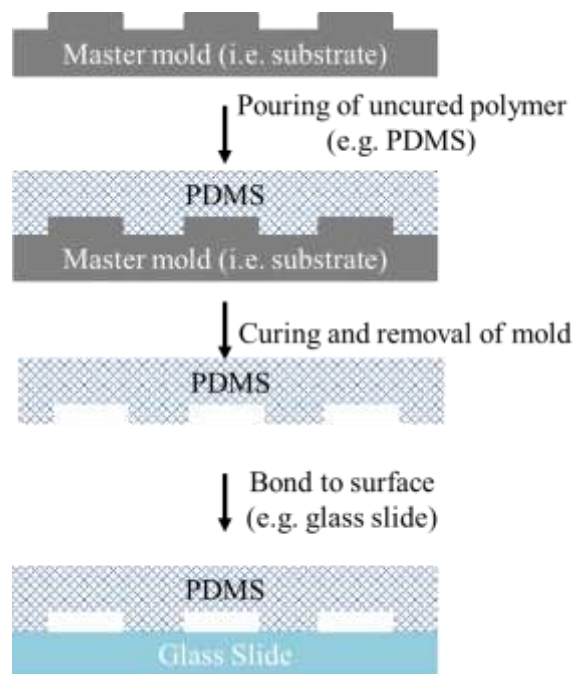 Master mold (i.e. substrate)
Pouring of uncured polymer
(e.g. PDMS)
PDMS
Master mold (i.e. substrate)
Curing and removal of mold
PDMS
Bond to surface
(e.g. glass slide)
PDMS
Glass Slide